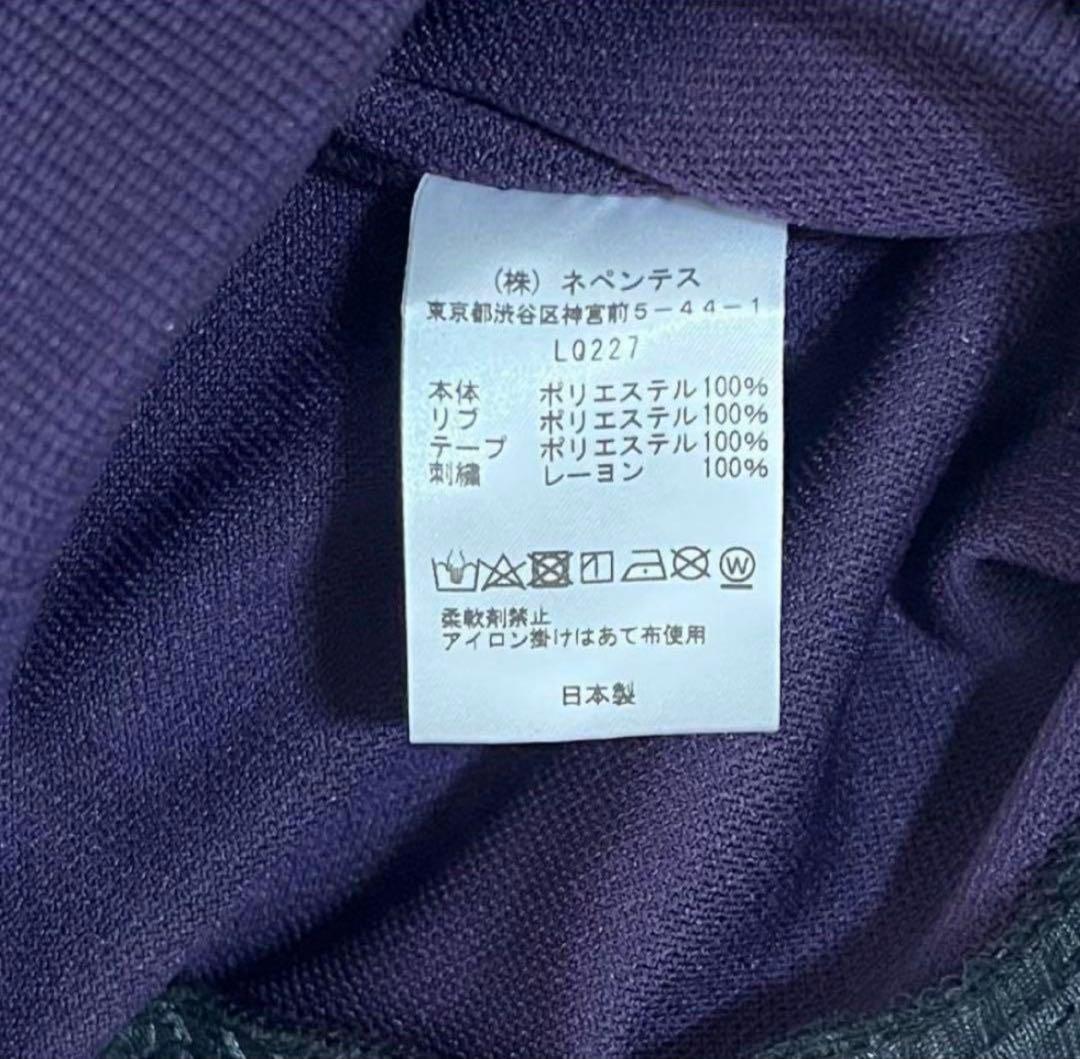 (株) ネペンテス
東京都渋谷区神宮前5-44-1
LQ227
本体 ポリエステル100%
リブ ポリエステル100%
テープ ポリエステル100%
刺繍 レーヨン 100%
W
柔軟剤禁止
アイロン掛けはあて布使用
日本製